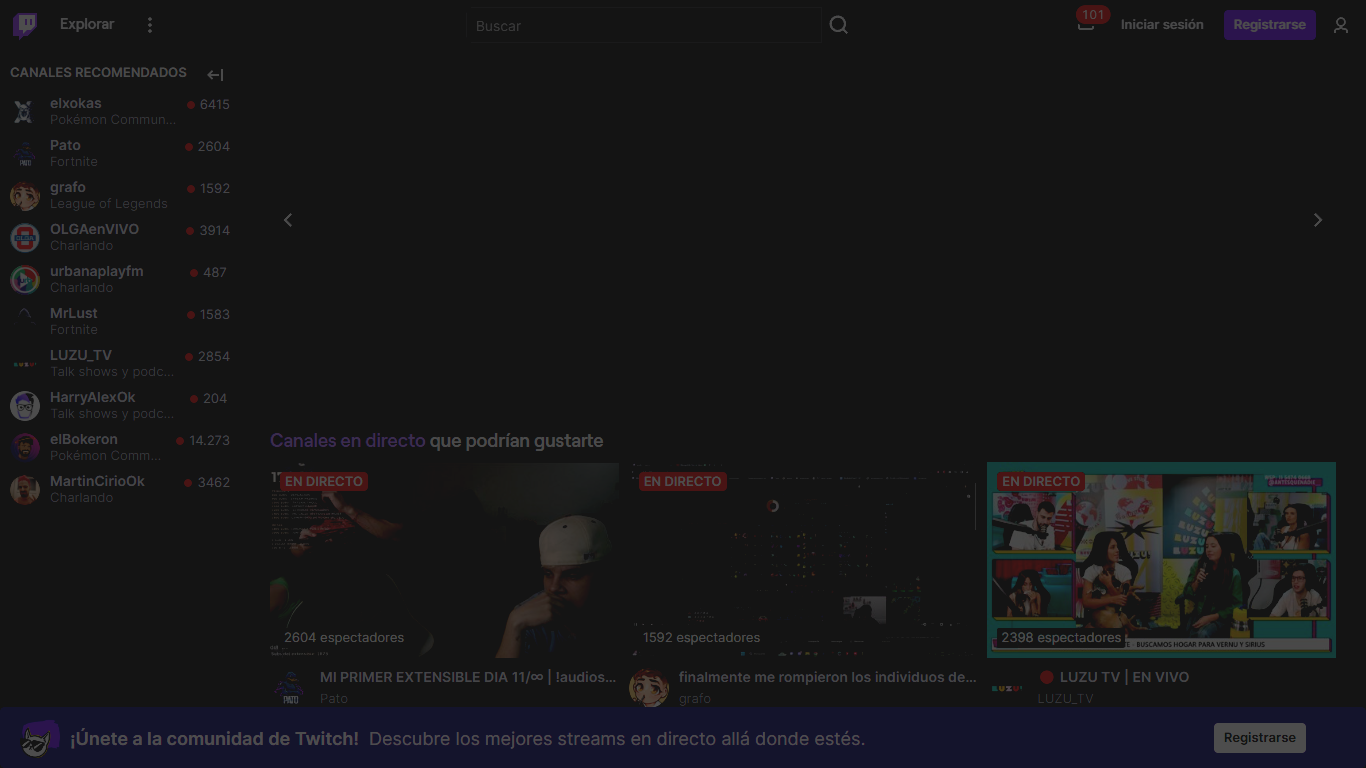 Explorar
Buscar
101
Iniciar sesión
Registrarse
CANALES RECOMENDADOS
elxokas
6415
Pokémon Commun...
Pato
2604
Fortnite
grafo
1592
League of Legends
OLGAenVIVO
3914
Charlando
urbanaplayfm
487
Charlando
MrLust
1583
Fortnite
LUZU_TV
2854
Talk shows y podc...
HarryAlexOk
204
Talk shows y podc...
elBokeron
14.273
Pokémon Comm...
MartinCirioOk
3462
Charlando
Canales en directo que podrían gustarte
EN DIRECTO
2604 espectadores
MI PRIMER EXTENSIBLE DIA 11/∞ | !audios...
Pato
EN DIRECTO
1592 espectadores
finalmente me rompieron los individuos de...
grafo
EN DIRECTO
2398 espectadores
BUSCAMOS HOGAR PARA VERNU Y SIRIUS
LUZU TV | EN VIVO
LUZU_TV
¡Únete a la comunidad de Twitch! Descubre los mejores streams en directo allá donde estés.
Registrarse